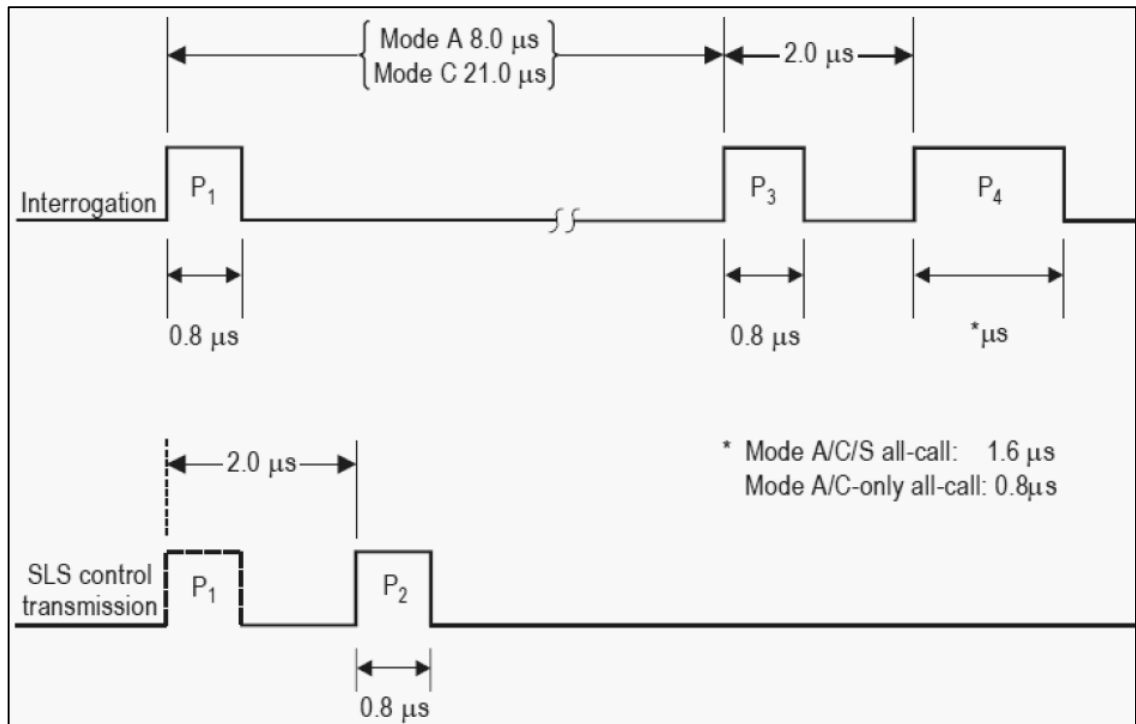 Mode A 8.0 μs
Mode C 21.0 μs
2.0 μs
Interrogation
P₁
P₃
P₄
0.8 μs
0.8 μs
*μs
2.0 μs
* Mode A/C/S all-call: 1.6 μs
Mode A/C-only all-call: 0.8μs
SLS control
transmission
P₁
P₂
0.8 μs